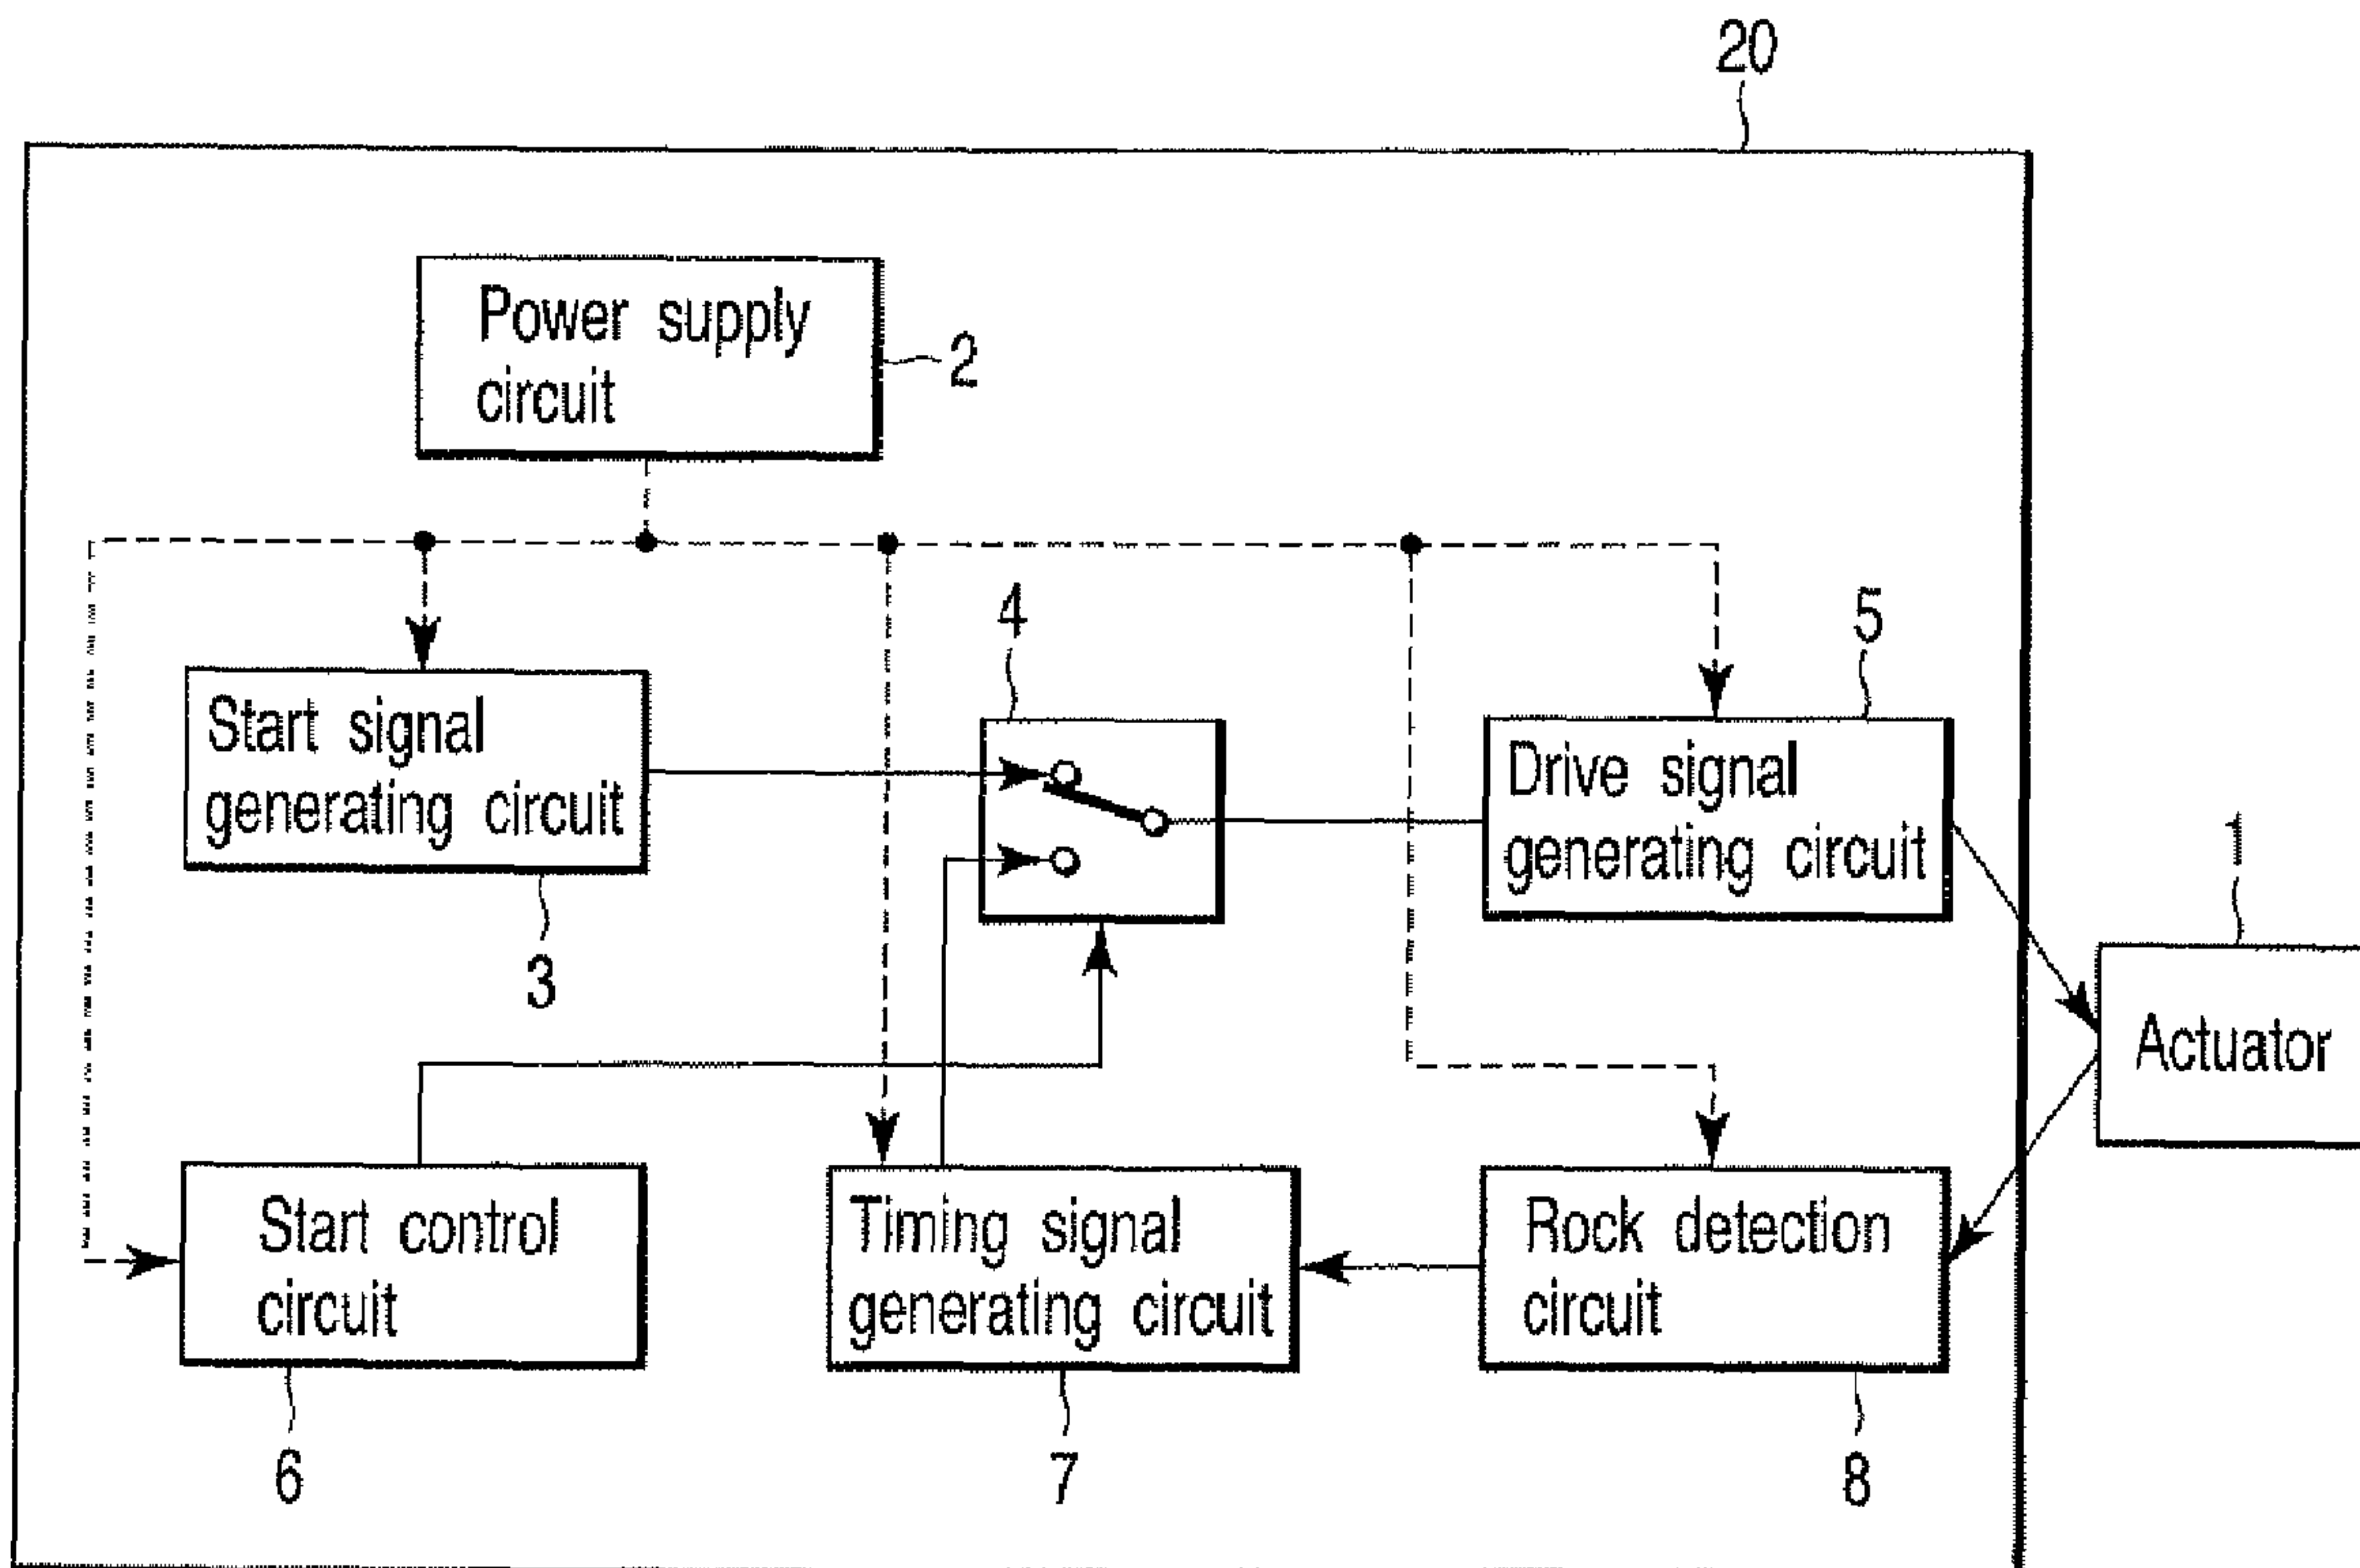 20
Power supply
circuit
2
4
5
Start signal
generating circuit
3
Drive signal
generating circuit
1
Actuator
Start control
circuit
6
Timing signal
generating circuit
7
Rock detection
circuit
8